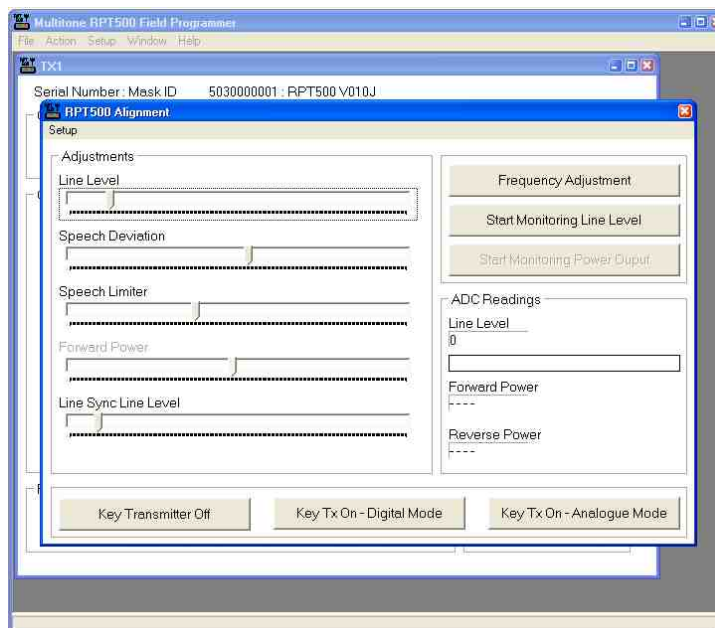 Multitone RPT500 Field Programmer
File Action Setup Window Help
TX1
Serial Number : Mask ID 5030000001 : RPT500 V010J
RPT500 Alignment
Setup
Adjustments
Line Level
Speech Deviation
Speech Limiter
Forward Power
Line Sync Line Level
Frequency Adjustment
Start Monitoring Line Level
Start Monitoring Power Ouput
ADC Readings
Line Level
0
Forward Power
----
Reverse Power
----
Key Transmitter Off
Key Tx On - Digital Mode
Key Tx On - Analogue Mode